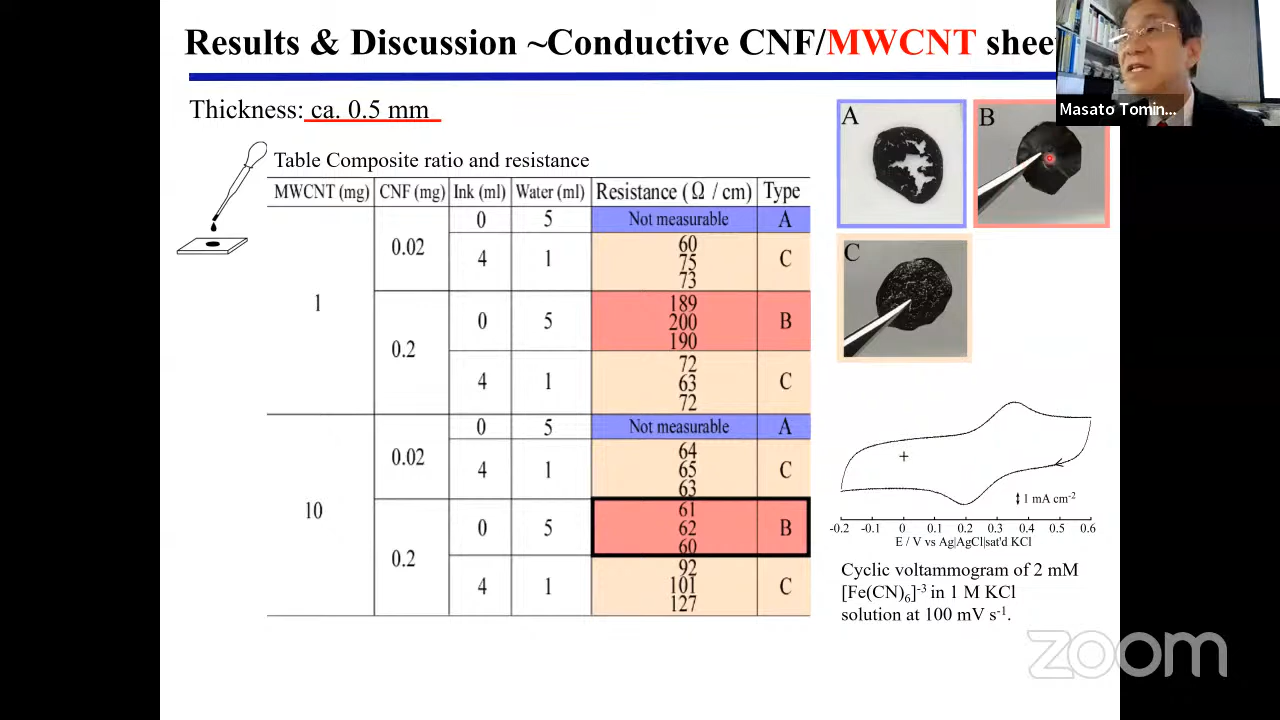 Results & Discussion ~Conductive CNF/MWCNT shee
Masato Tomin...
Thickness: ca. 0.5 mm
Table Composite ratio and resistance
MWCNT (mg) CNF (mg) Ink (ml) Water (ml) Resistance (Ω / cm) Type
1 0.02 0 5 Not measurable A
4 1 60 75 73 C
0.2 0 5 189 200 190 B
4 1 72 63 72 C
10 0.02 0 5 Not measurable A
4 1 64 65 63 C
0.2 0 5 61 62 60 B
4 1 92 101 127 C
A
B
C
1 mA cm-2
-0.2 -0.1 0 0.1 0.2 0.3 0.4 0.5 0.6
E / V vs Ag|AgCl|sat'd KCl
Cyclic voltammogram of 2 mM
[Fe(CN)6]-3 in 1 M KCl
solution at 100 mV s-1.
zoom